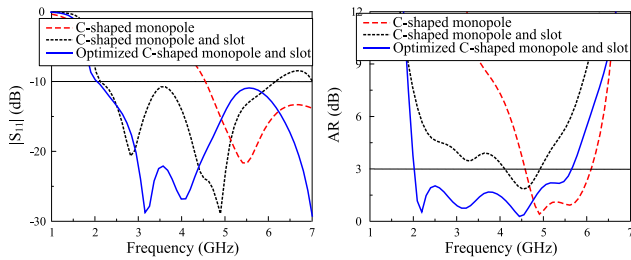 0
C-shaped monopole
C-shaped monopole and slot
Optimized C-shaped monopole and slot
-10
-20
-30
|S11| (dB)
1 2 3 4 5 6 7
Frequency (GHz)
12
C-shaped monopole
C-shaped monopole and slot
Optimized C-shaped monopole and slot
9
6
3
0
AR (dB)
1 2 3 4 5 6 7
Frequency (GHz)